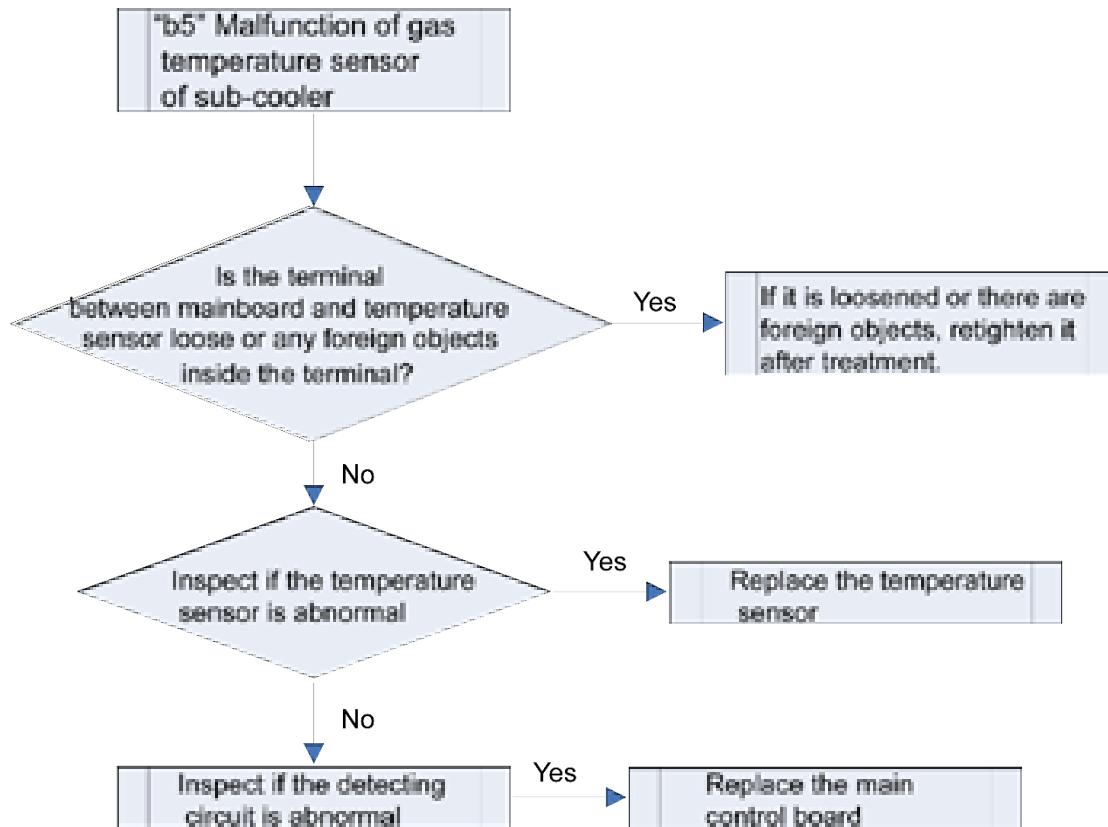 "b5" Malfunction of gas
temperature sensor
of sub-cooler
Is the terminal
between mainboard and temperature
sensor loose or any foreign objects
inside the terminal?
Yes
If it is loosened or there are
foreign objects, retighten it
after treatment.
No
Inspect if the temperature
sensor is abnormal
Yes
Replace the temperature
sensor
No
Inspect if the detecting
circuit is abnormal
Yes
Replace the main
control board